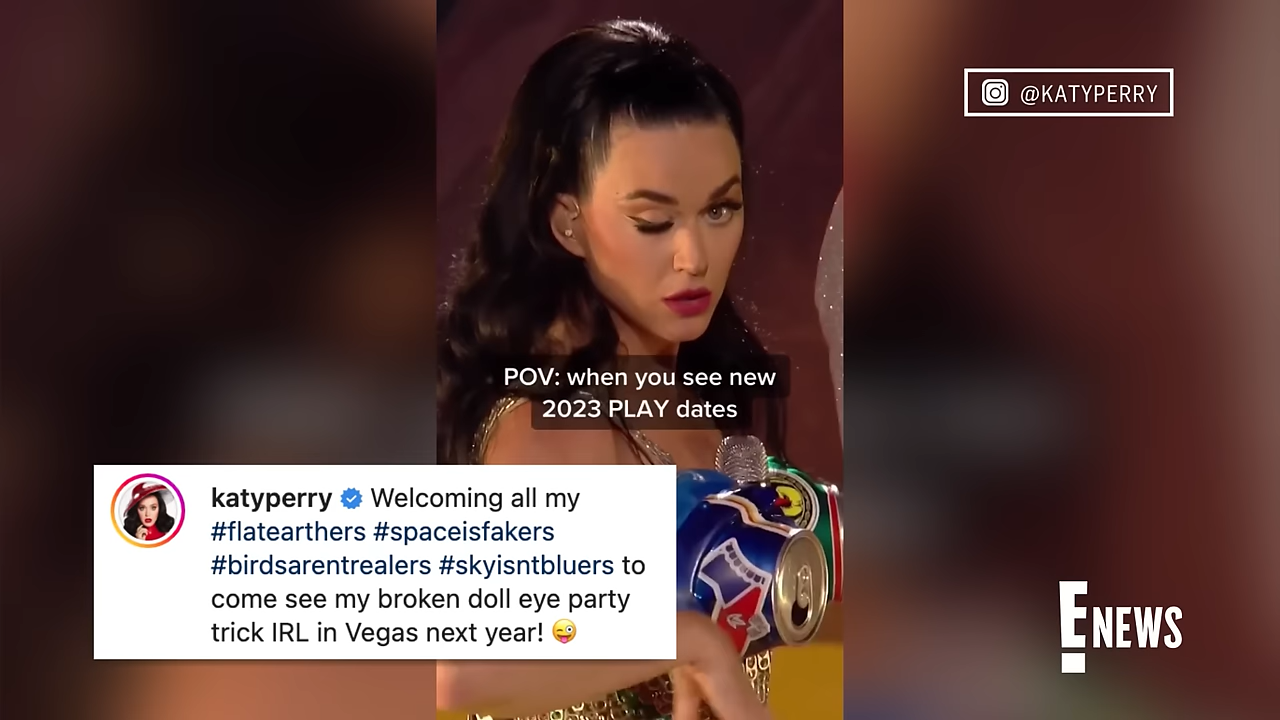 @KATYPERRY
POV: when you see new
2023 PLAY dates
katyperry Welcoming all my
#flatearthers #spaceisfakers
#birdsarentrealers #skyisntbluers to
come see my broken doll eye party
trick IRL in Vegas next year! 😜
E! NEWS